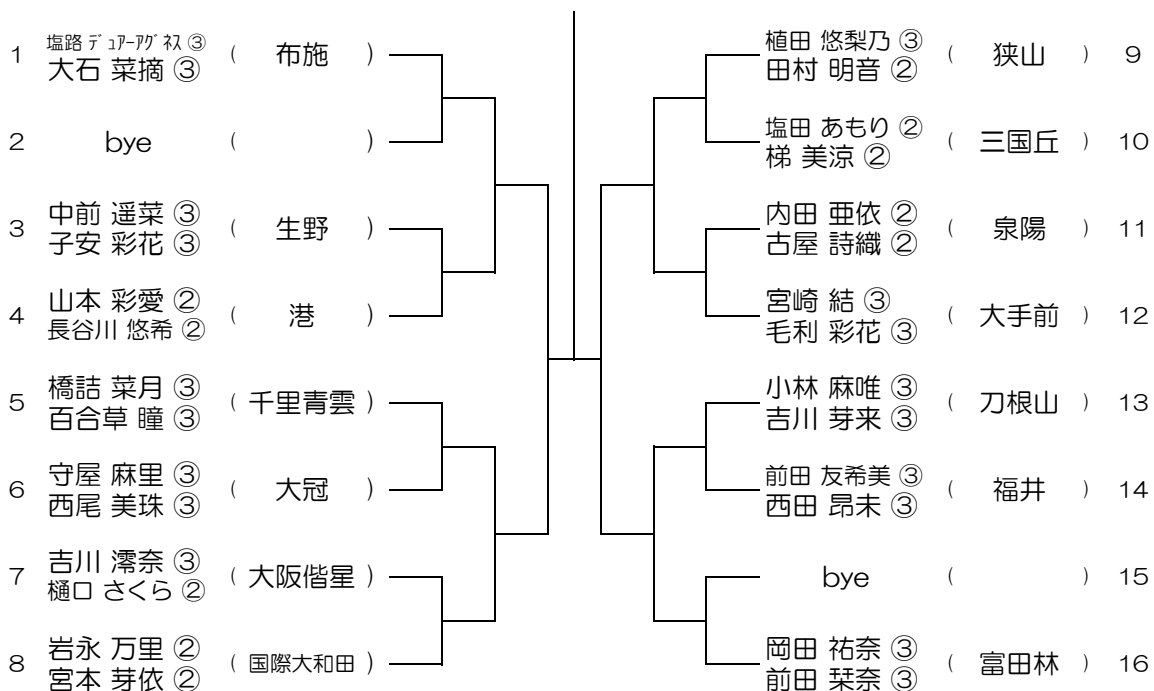 1 塩路 デュアーアグネス ③
大石 菜摘 ③ ( 布施 )
2 bye ( )
3 中前 遥菜 ③
子安 彩花 ③ ( 生野 )
4 山本 彩愛 ②
長谷川 悠希 ② ( 港 )
5 橋詰 菜月 ③
百合草 瞳 ③ ( 千里青雲 )
6 守屋 麻里 ③
西尾 美珠 ③ ( 大冠 )
7 吉川 澪奈 ③
樋口 さくら ② ( 大阪偕星 )
8 岩永 万里 ②
宮本 芽依 ② ( 国際大和田 )
植田 悠梨乃 ③
田村 明音 ② ( 狭山 ) 9
塩田 あもり ②
梯 美涼 ② ( 三国丘 ) 10
内田 亜依 ②
古屋 詩織 ② ( 泉陽 ) 11
宮崎 結 ③
毛利 彩花 ③ ( 大手前 ) 12
小林 麻唯 ③
吉川 芽来 ③ ( 刀根山 ) 13
前田 友希美 ③
西田 昂未 ③ ( 福井 ) 14
bye ( ) 15
岡田 祐奈 ③
前田 栞奈 ③ ( 富田林 ) 16